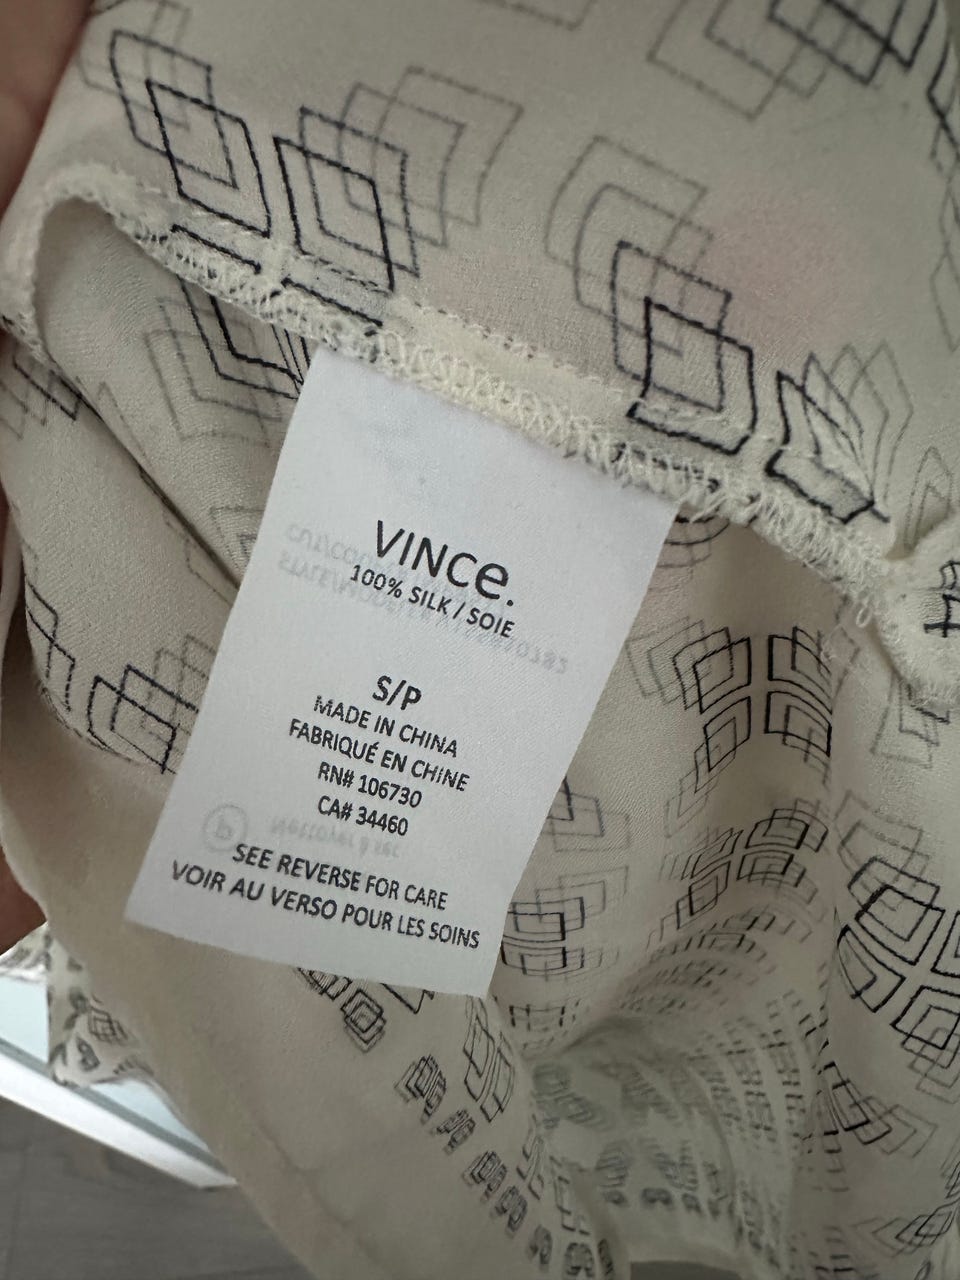 VINCe.
100% SILK / SOIE
S/P
MADE IN CHINA
FABRIQUÉ EN CHINE
RN# 106730
CA# 34460
SEE REVERSE FOR CARE
VOIR AU VERSO POUR LES SOINS